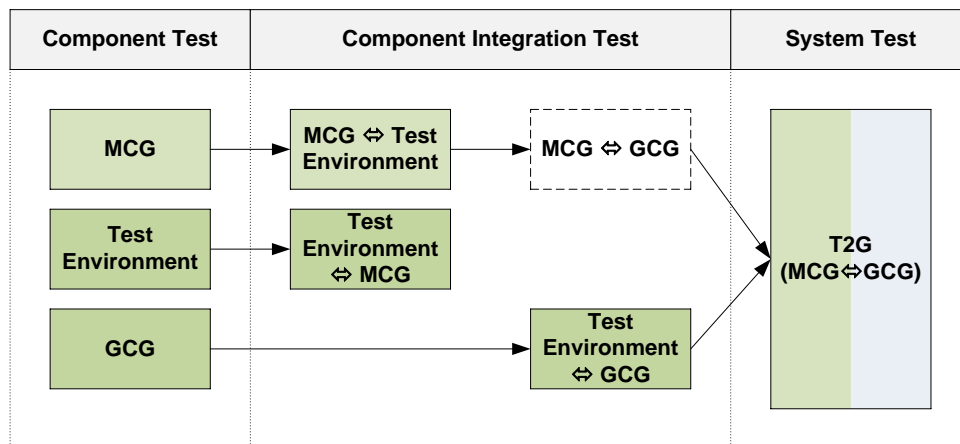 Component Test
Component Integration Test
System Test
MCG
MCG ⇔ Test
Environment
MCG ⇔ GCG
Test
Environment
Test
Environment
⇔ MCG
T2G
(MCG⇔GCG)
GCG
Test
Environment
⇔ GCG